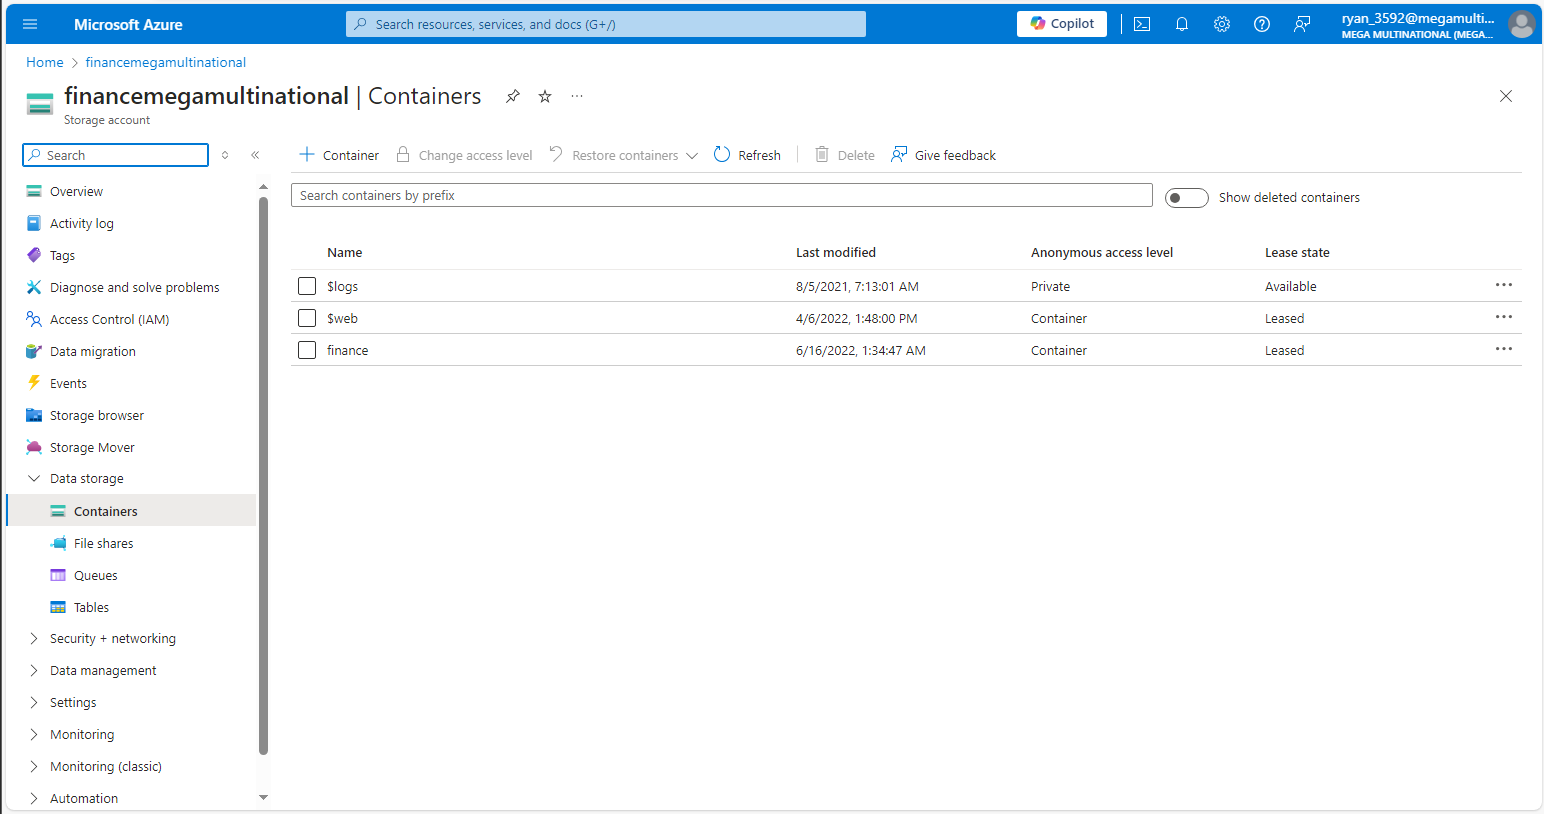 Microsoft Azure
Search resources, services, and docs (G+/)
Copilot
ryan_3592@megamulti...
MEGA MULTINATIONAL (MEGA...
Home > financemegamultinational
financemegamultinational | Containers
Storage account
Search
Container
Change access level
Restore containers
Refresh
Delete
Give feedback
Search containers by prefix
Show deleted containers
Overview
Activity log
Tags
Diagnose and solve problems
Access Control (IAM)
Data migration
Events
Storage browser
Storage Mover
Data storage
Containers
File shares
Queues
Tables
Security + networking
Data management
Settings
Monitoring
Monitoring (classic)
Automation
Name Last modified Anonymous access level Lease state
$logs 8/5/2021, 7:13:01 AM Private Available
$web 4/6/2022, 1:48:00 PM Container Leased
finance 6/16/2022, 1:34:47 AM Container Leased